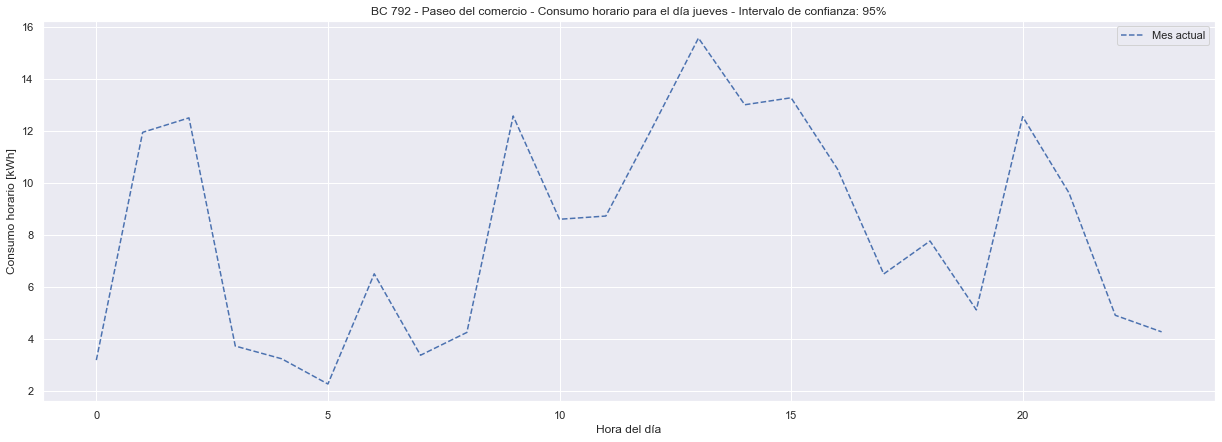 BC 792 - Paseo del comercio - Consumo horario para el día jueves - Intervalo de confianza: 95%
Mes actual
Consumo horario [kWh]
16
14
12
10
8
6
4
2
0 5 10 15 20
Hora del día